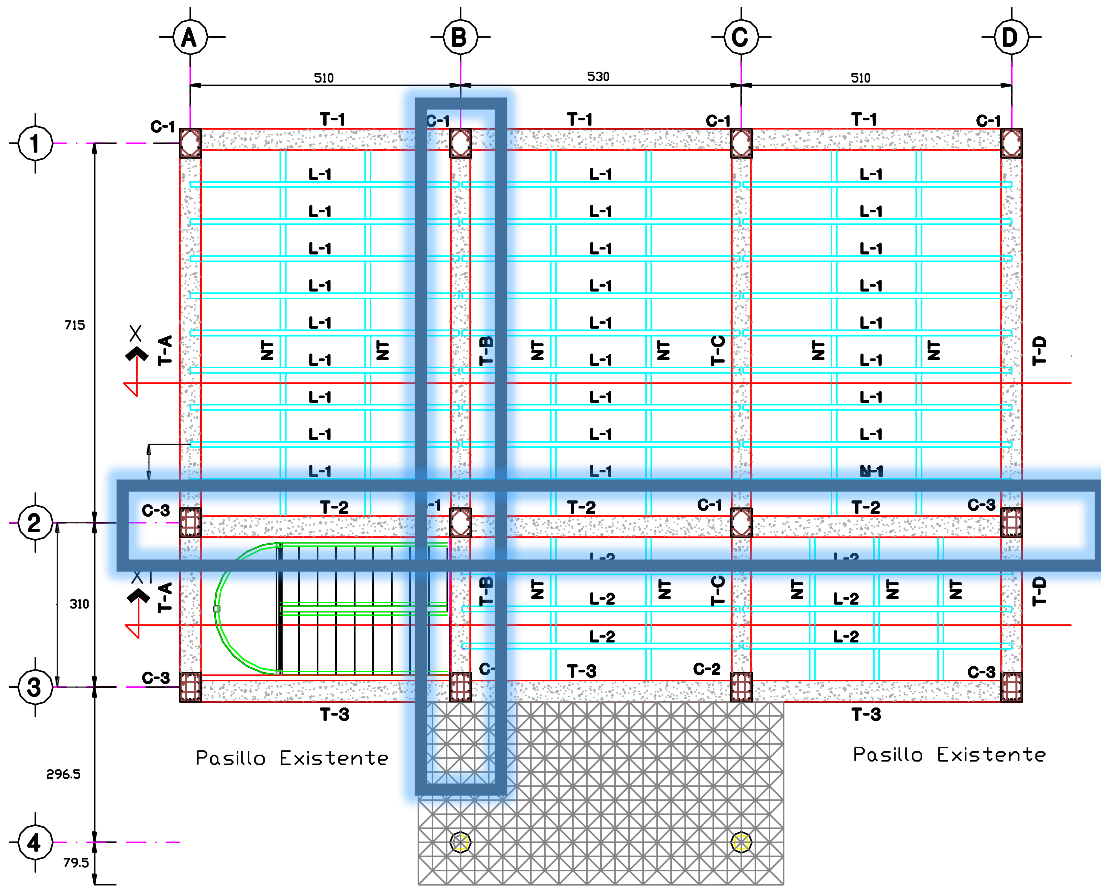 A B C D
510 530 510
T-1 T-1 T-1
C-1 C-1 C-1 C-1
1
L-1 L-1 L-1
L-1 L-1 L-1
L-1 L-1 L-1
L-1 L-1 L-1
715 L-1 L-1 L-1
X T-A NT NT T-B NT NT T-C NT NT T-D
L-1 L-1 L-1
L-1 L-1 L-1
L-1 L-1 L-1
L-1 L-1
C-3 T-2 -1 T-2 C-1 T-2 C-3
2
L-2 L-2
X T-A T-B NT NT T-C NT NT NT T-D
310 L-2 L-2
L-2 L-2
C-3 C- T-3 C-2 C-3
3
T-3 T-3
Pasillo Existente Pasillo Existente
296.5
4
79.5